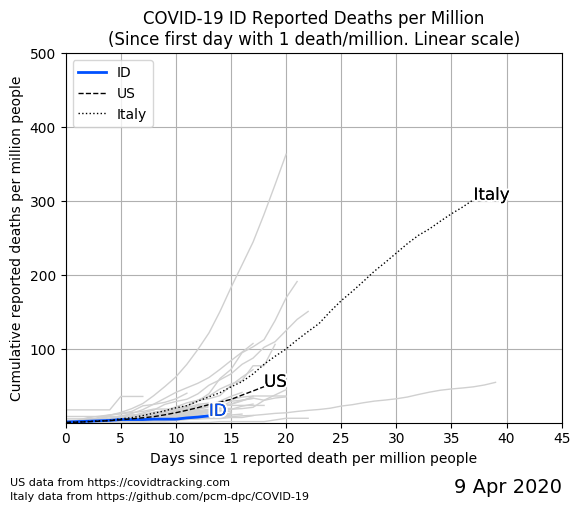 COVID-19 ID Reported Deaths per Million
(Since first day with 1 death/million. Linear scale)
Cumulative reported deaths per million people
500
400
300
200
100
ID
US
Italy
Italy
US
ID
0 5 10 15 20 25 30 35 40 45
Days since 1 reported death per million people
US data from https://covidtracking.com
Italy data from https://github.com/pcm-dpc/COVID-19
9 Apr 2020